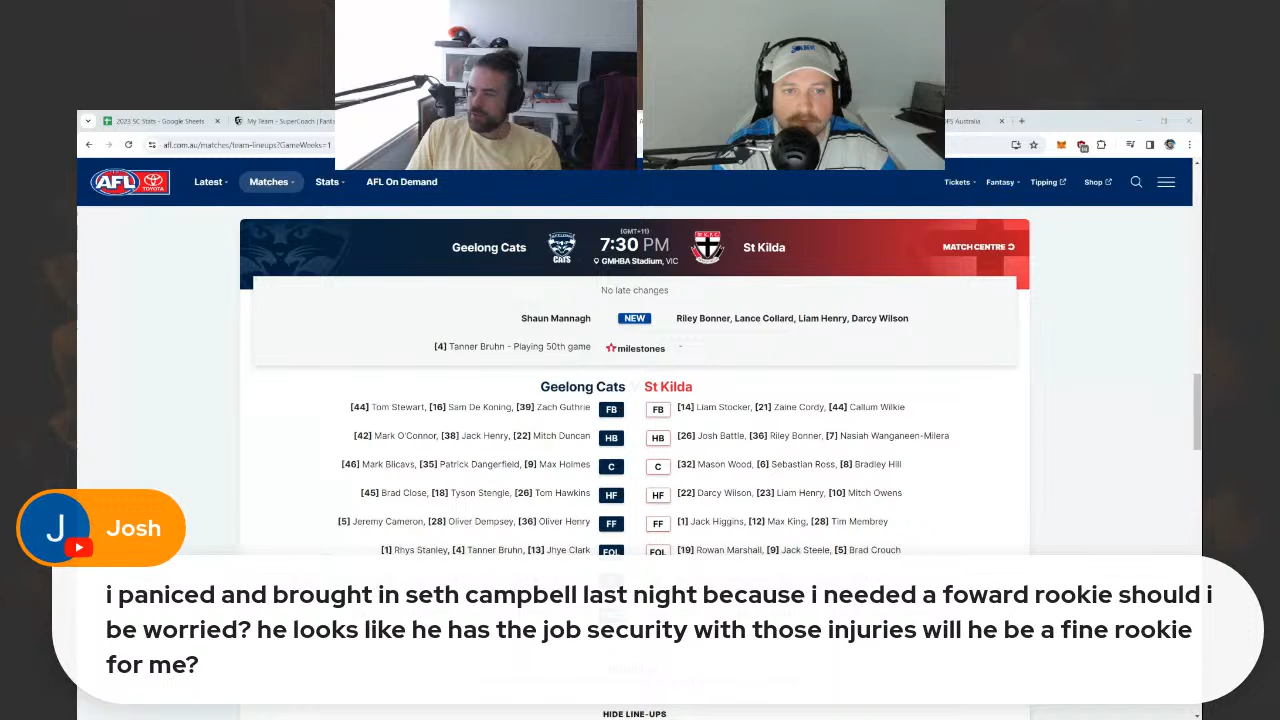 2023 SC Stats - Google Sheets
My Team - SuperCoach | Fanta
Australia
afl.com.au/matches/team-lineups?GameWeeks=1
AFL
TOYOTA
Latest
Matches
Stats
AFL On Demand
Tickets
Fantasy
Tipping
Shop
Geelong Cats
CATS
(GMT+11)
7:30 PM
GMHBA Stadium, VIC
St Kilda
MATCH CENTRE
No late changes
Shaun Mannagh NEW Riley Bonner, Lance Collard, Liam Henry, Darcy Wilson
[4] Tanner Bruhn - Playing 50th game milestones -
Geelong Cats V St Kilda
[44] Tom Stewart, [16] Sam De Koning, [39] Zach Guthrie FB FB [14] Liam Stocker, [21] Zaine Cordy, [44] Callum Wilkie
[42] Mark O'Connor, [38] Jack Henry, [22] Mitch Duncan HB HB [26] Josh Battle, [36] Riley Bonner, [7] Nasiah Wanganeen-Milera
[46] Mark Blicavs, [35] Patrick Dangerfield, [9] Max Holmes C C [32] Mason Wood, [6] Sebastian Ross, [8] Bradley Hill
[45] Brad Close, [18] Tyson Stengle, [26] Tom Hawkins HF HF [22] Darcy Wilson, [23] Liam Henry, [10] Mitch Owens
[5] Jeremy Cameron, [28] Oliver Dempsey, [36] Oliver Henry FF FF [1] Jack Higgins, [12] Max King, [28] Tim Membrey
[1] Rhys Stanley, [4] Tanner Bruhn, [13] Jhye Clark FOL FOL [19] Rowan Marshall, [9] Jack Steele, [5] Brad Crouch
J
Josh
i paniced and brought in seth campbell last night because i needed a foward rookie should i
be worried? he looks like he has the job security with those injuries will he be a fine rookie
for me?
HIDE LINE-UPS